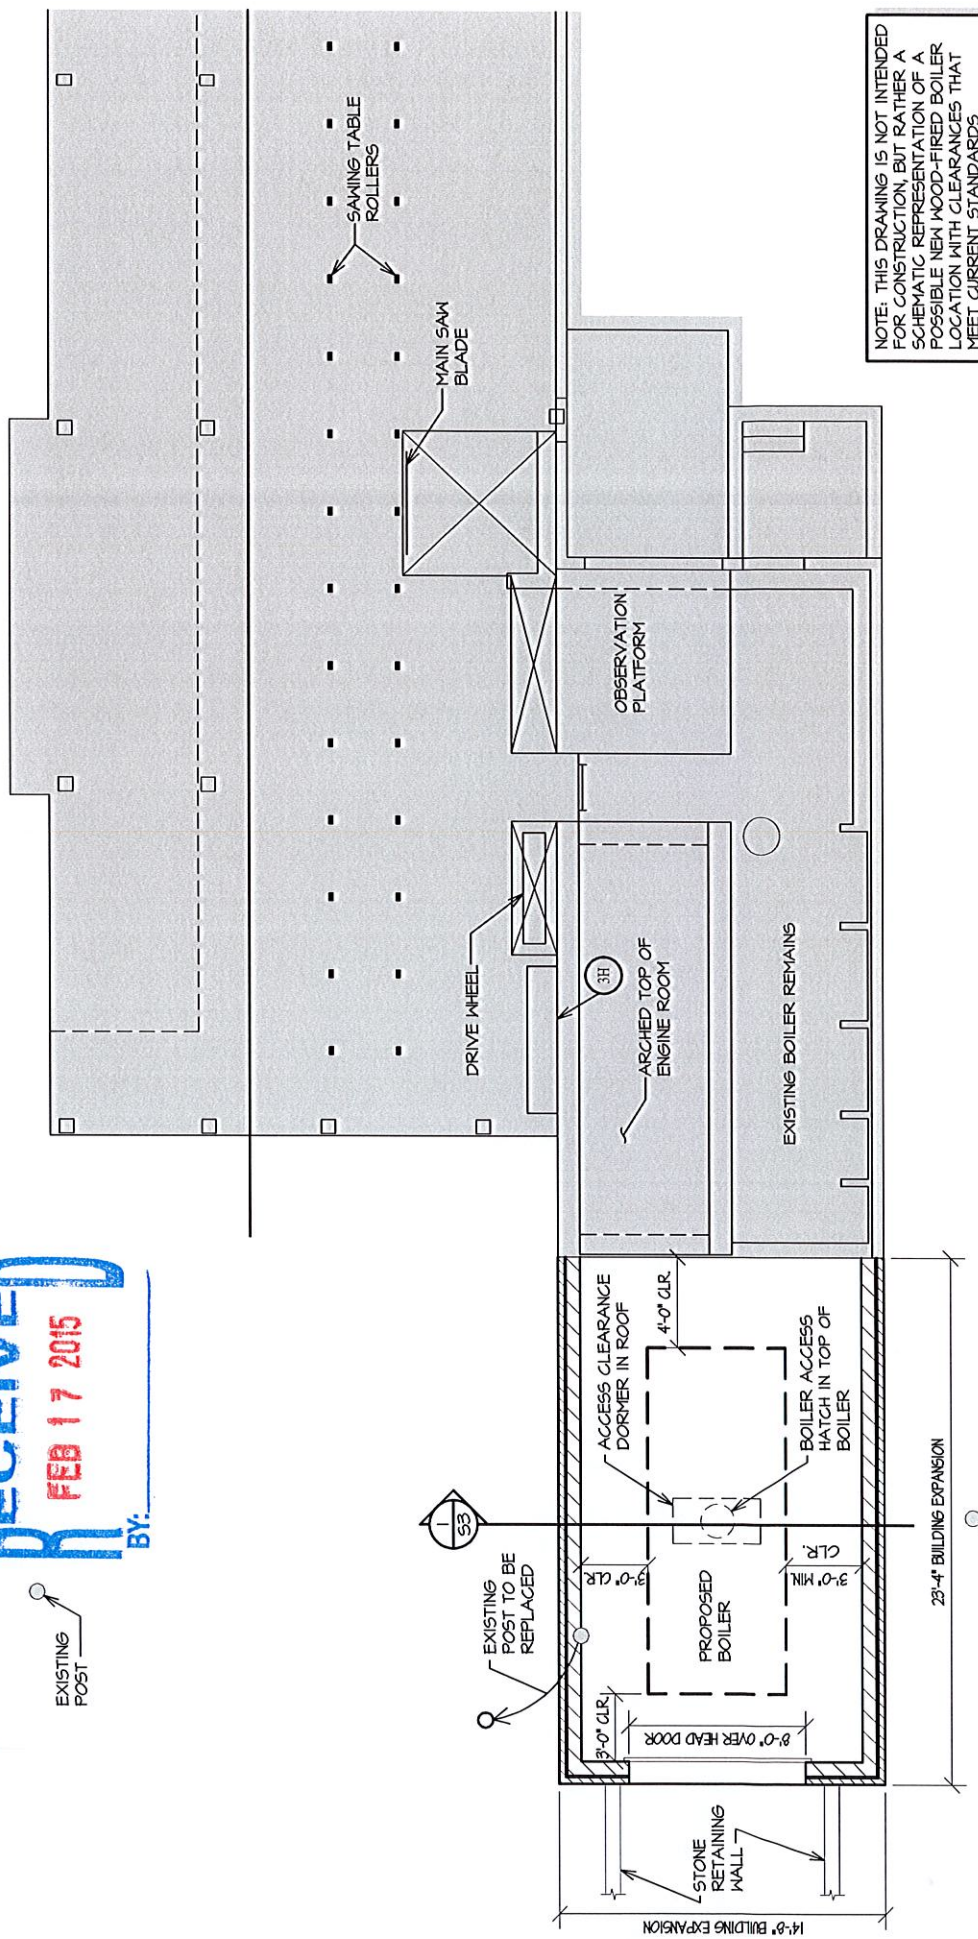 RECEIVED
FEB 17 2015
BY:
EXISTING
POST
SAWING TABLE
ROLLERS
MAIN SAW
BLADE
DRIVE WHEEL
OBSERVATION
PLATFORM
3H
ARCHED TOP OF
ENGINE ROOM
EXISTING BOILER REMAINS
1
S3
EXISTING
POST TO BE
REPLACED
ACCESS CLEARANCE
DORMER IN ROOF
4'-0" CLR.
BOILER ACCESS
HATCH IN TOP OF
BOILER
3'-0" CLR.
3'-0" MIN.
CLR.
PROPOSED
BOILER
3'-0" CLR.
8'-0" OVER HEAD DOOR
STONE
RETAINING
WALL
14'-8" BUILDING EXPANSION
23'-4" BUILDING EXPANSION
NOTE: THIS DRAWING IS NOT INTENDED
FOR CONSTRUCTION, BUT RATHER A
SCHEMATIC REPRESENTATION OF A
POSSIBLE NEW WOOD-FIRED BOILER
LOCATION WITH CLEARANCES THAT
MEET CURRENT STANDARDS